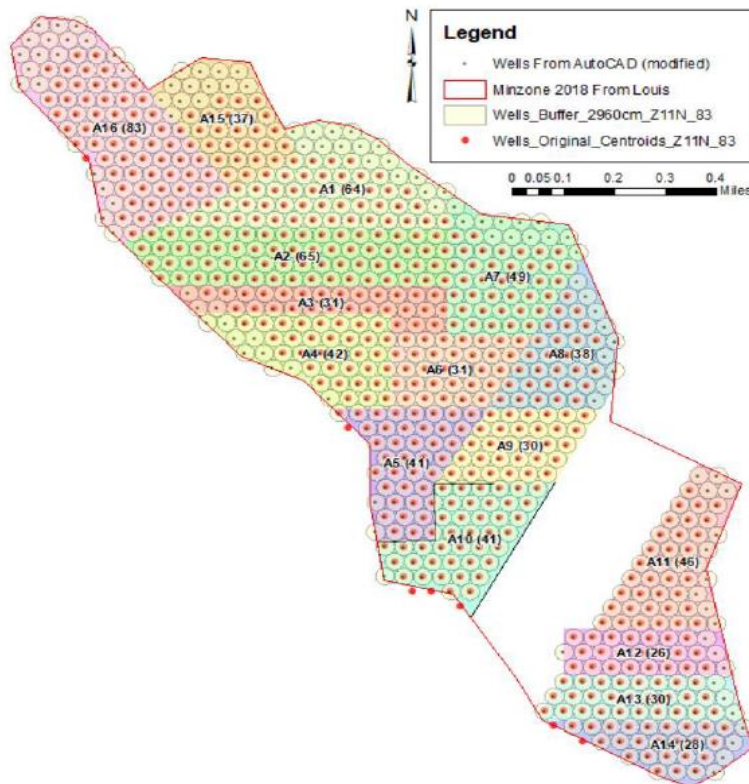 N
Legend
Wells From AutoCAD (modified)
Minzone 2018 From Louis
Wells_Buffer_2960cm_Z11N_83
Wells_Original_Centroids_Z11N_83
0 0.05 0.1 0.2 0.3 0.4
Miles
A16 (83)
A15 (37)
A1 (64)
A2 (65)
A7 (49)
A3 (31)
A4 (42)
A6 (31)
A8 (38)
A9 (30)
A5 (41)
A10 (41)
A11 (46)
A12 (26)
A13 (30)
A14 (28)